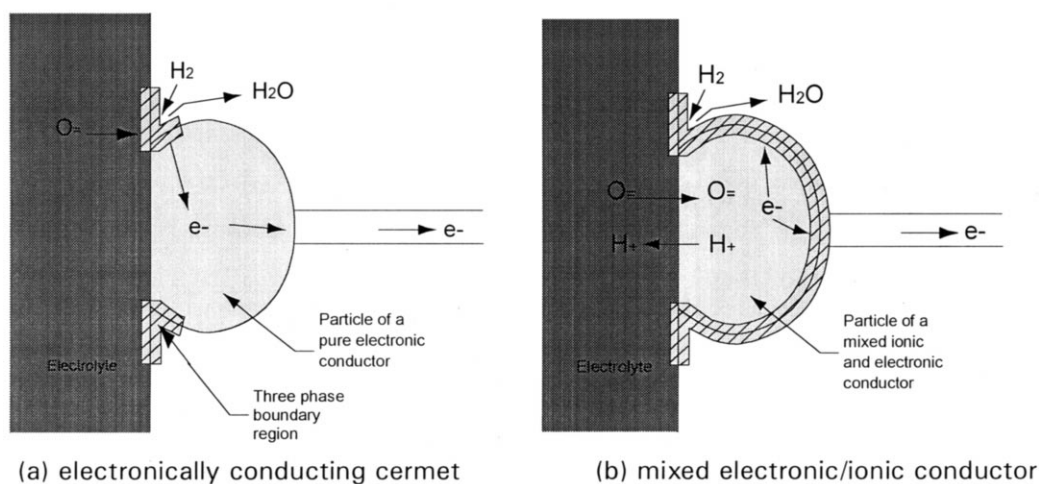 H2
H2O
O=
e-
e-
Electrolyte
Particle of a
pure electronic
conductor
Three phase
boundary
region
(a) electronically conducting cermet
H2
H2O
O=
O=
e-
H+
H+
e-
Electrolyte
Particle of a
mixed ionic
and electronic
conductor
(b) mixed electronic/ionic conductor